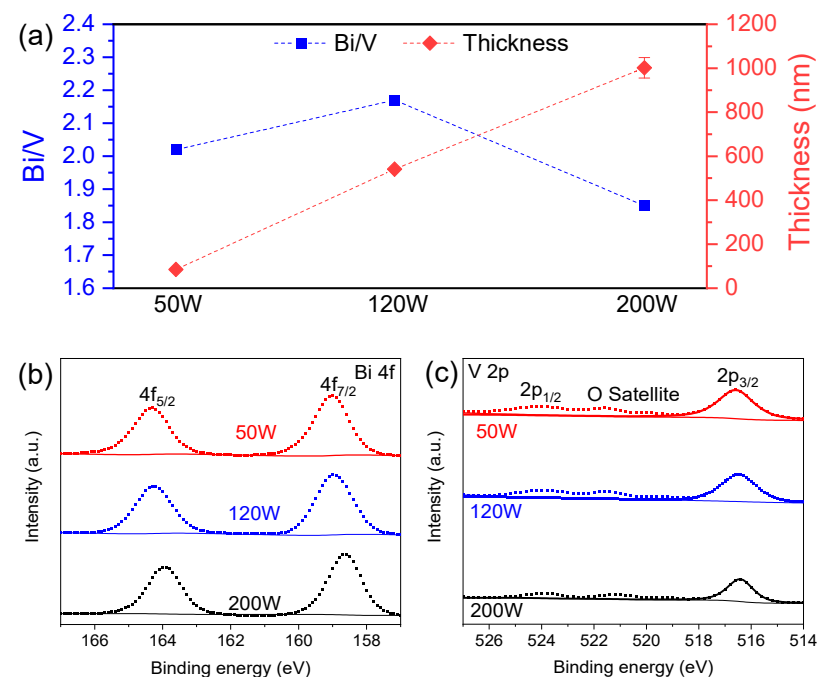 (a)
Bi/V Thickness
2.4
2.3
2.2
2.1
2.0
1.9
1.8
1.7
1.6
Bi/V
1200
1000
800
600
400
200
0
Thickness (nm)
50W 120W 200W
(b)
Bi 4f
4f5/2
4f7/2
50W
120W
200W
Intensity (a.u.)
166 164 162 160 158
Binding energy (eV)
(c)
V 2p
2p1/2
O Satellite
2p3/2
50W
120W
200W
Intensity (a.u.)
526 524 522 520 518 516 514
Binding energy (eV)